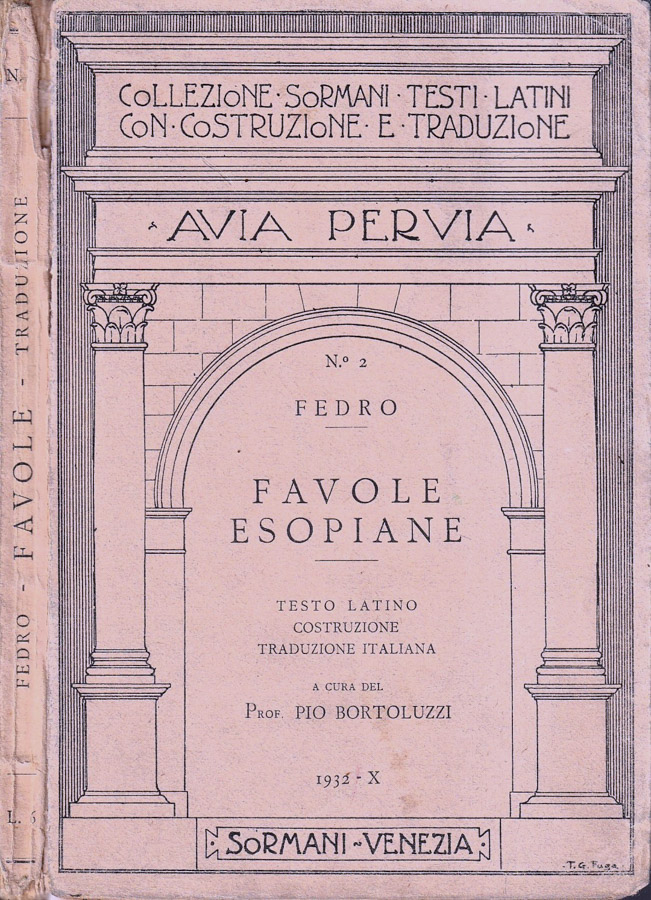 COLLEZIONE · SORMANI · TESTI · LATINI
CON · COSTRUZIONE · E · TRADUZIONE
AVIA PERVIA
N.º 2
FEDRO
FAVOLE
ESOPIANE
TESTO LATINO
COSTRUZIONE
TRADUZIONE ITALIANA
A CURA DEL
PROF. PIO BORTOLUZZI
1932 - X
SORMANI ~ VENEZIA
T. G. Fuga
N.
FEDRO - FAVOLE - TRADUZIONE
L. 6